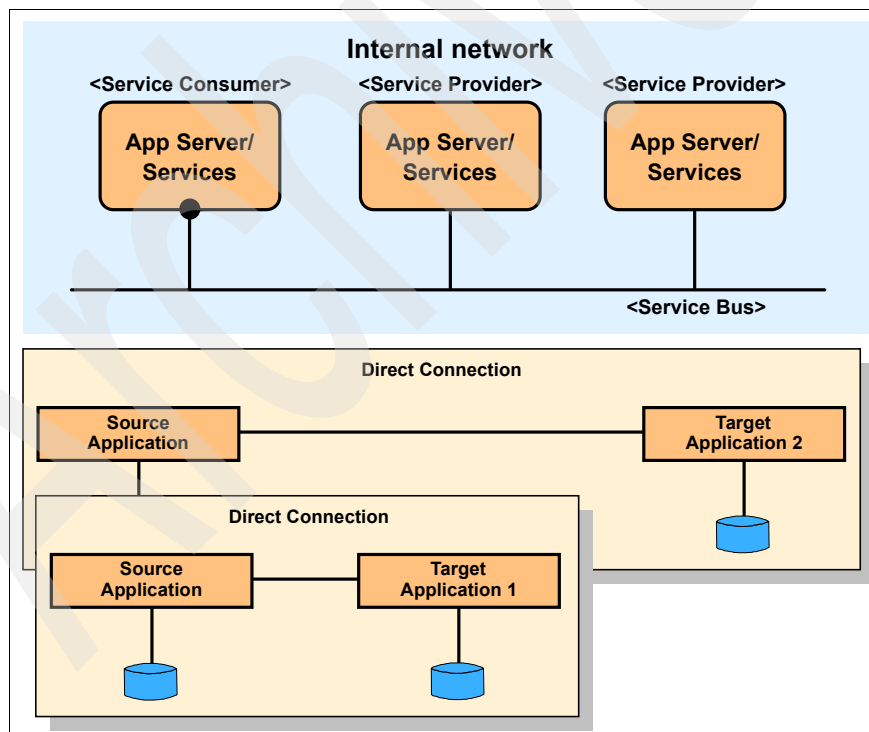 Internal network
<Service Consumer> <Service Provider> <Service Provider>
App Server/ App Server/ App Server/
Services Services Services
<Service Bus>
Direct Connection
Source Target
Application Application 2
Direct Connection
Source Target
Application Application 1